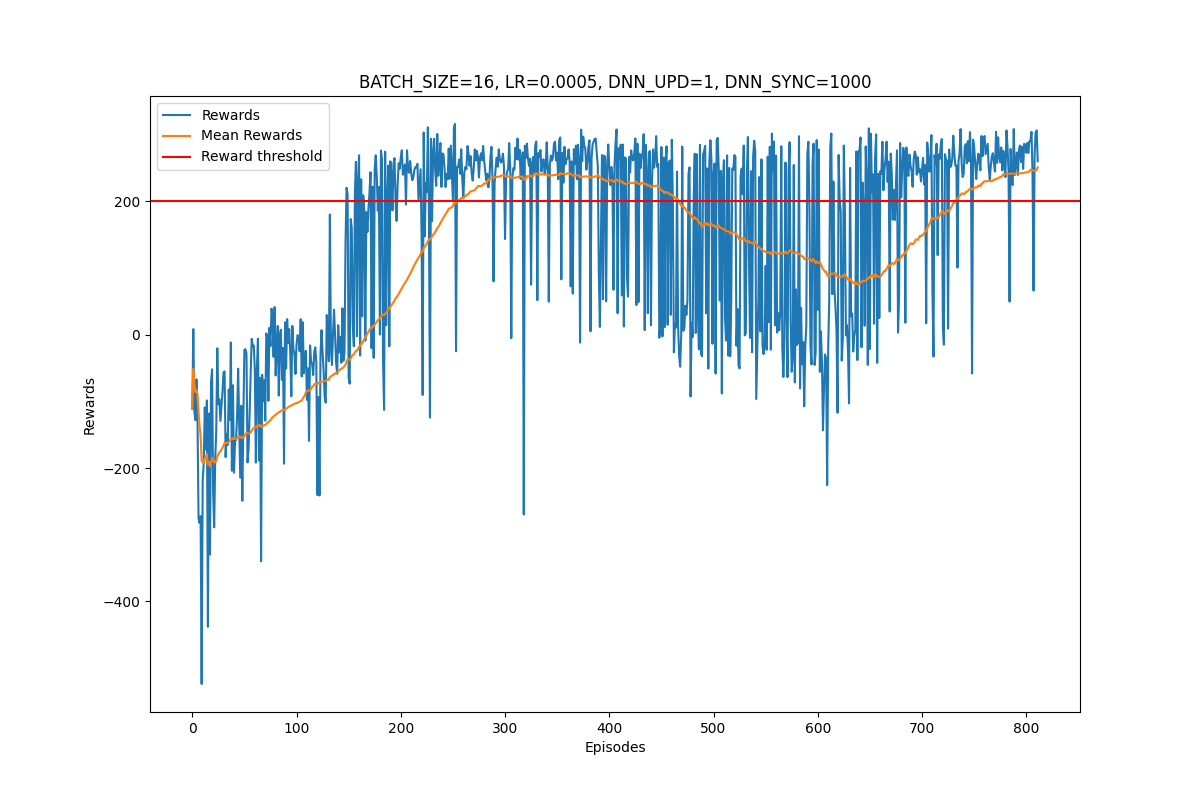 BATCH_SIZE=16, LR=0.0005, DNN_UPD=1, DNN_SYNC=1000
Rewards
Mean Rewards
Reward threshold
200
0
−200
−400
Rewards
0 100 200 300 400 500 600 700 800
Episodes